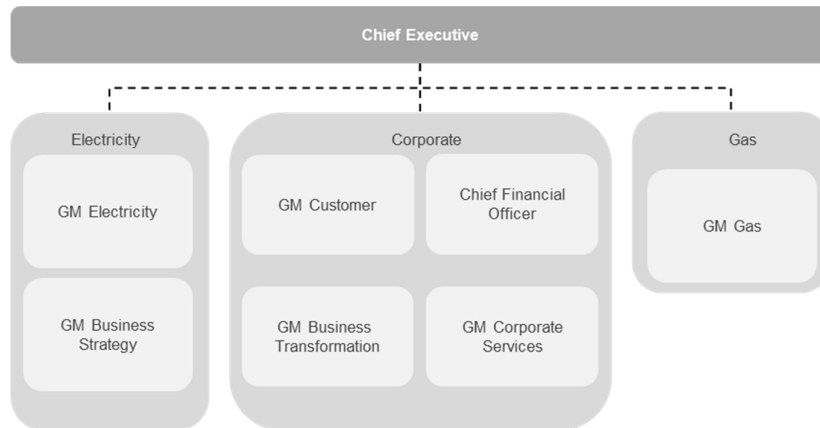 Chief Executive
Electricity
GM Electricity
GM Business
Strategy
Corporate
GM Customer
Chief Financial
Officer
GM Business
Transformation
GM Corporate
Services
Gas
GM Gas